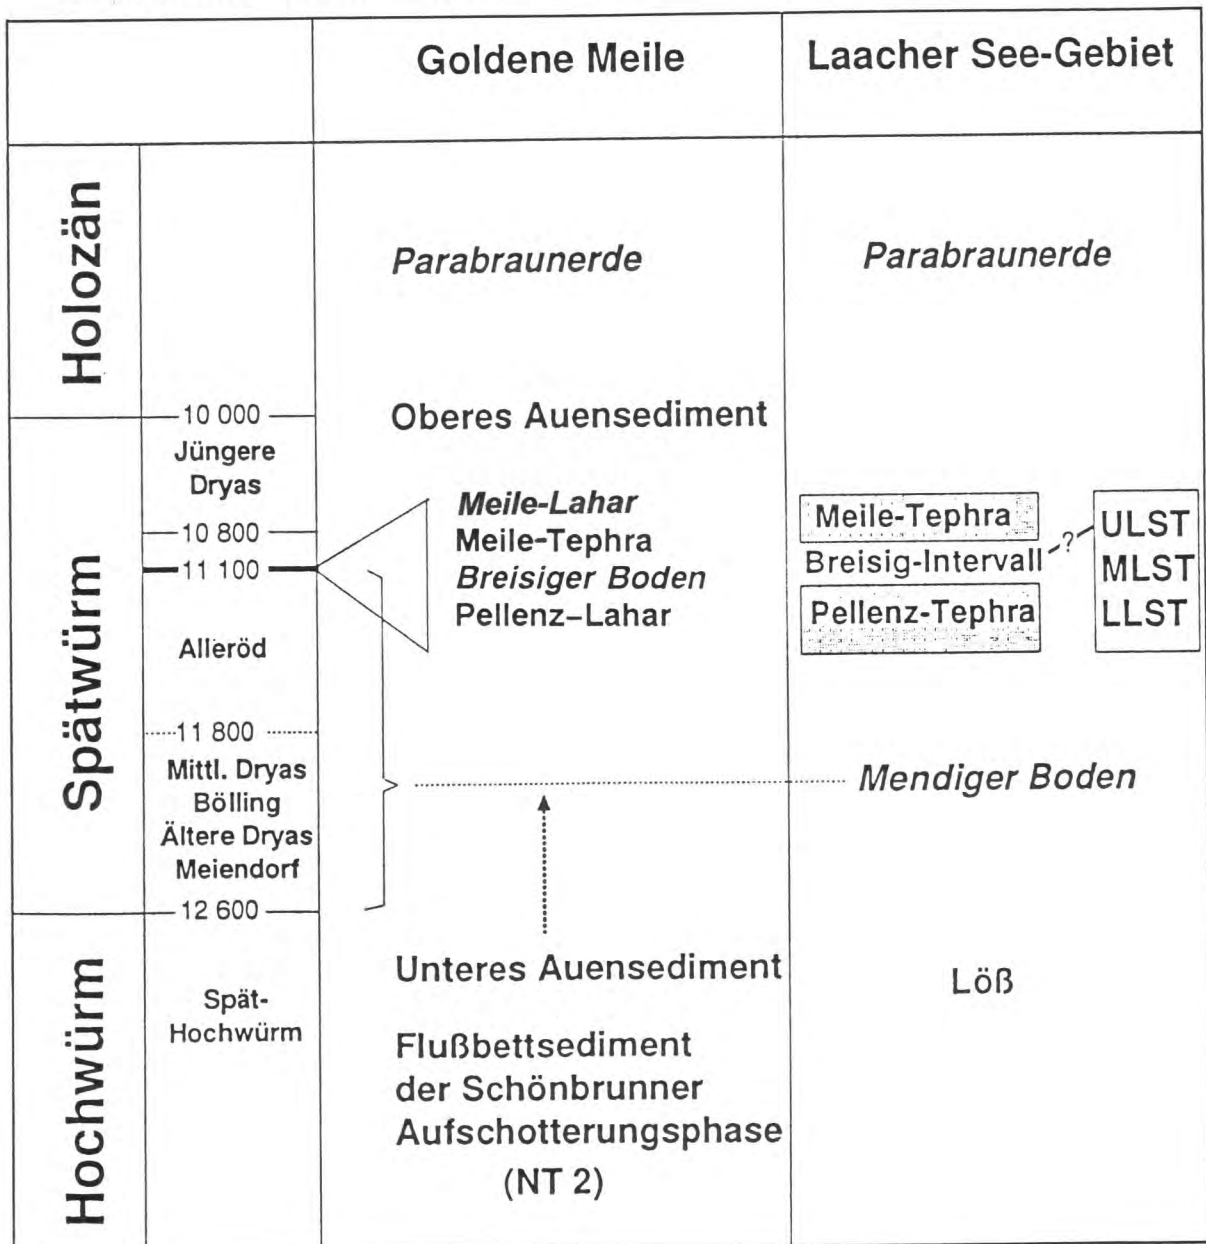 Goldene Meile
Laacher See-Gebiet
Holozän
Parabraunerde
Parabraunerde
10 000
Oberes Auensediment
Spätwürm
Jüngere
Dryas
10 800
11 100
Meile-Lahar
Meile-Tephra
Breisiger Boden
Pellenz-Lahar
Meile-Tephra
Breisig-Intervall
?
Pellenz-Tephra
ULST
MLST
LLST
Alleröd
11 800
Mittl. Dryas
Bölling
Ältere Dryas
Meiendorf
Mendiger Boden
12 600
Hochwürm
Spät-
Hochwürm
Unteres Auensediment
Löß
Flußbettsediment
der Schönbrunner
Aufschotterungsphase
(NT 2)